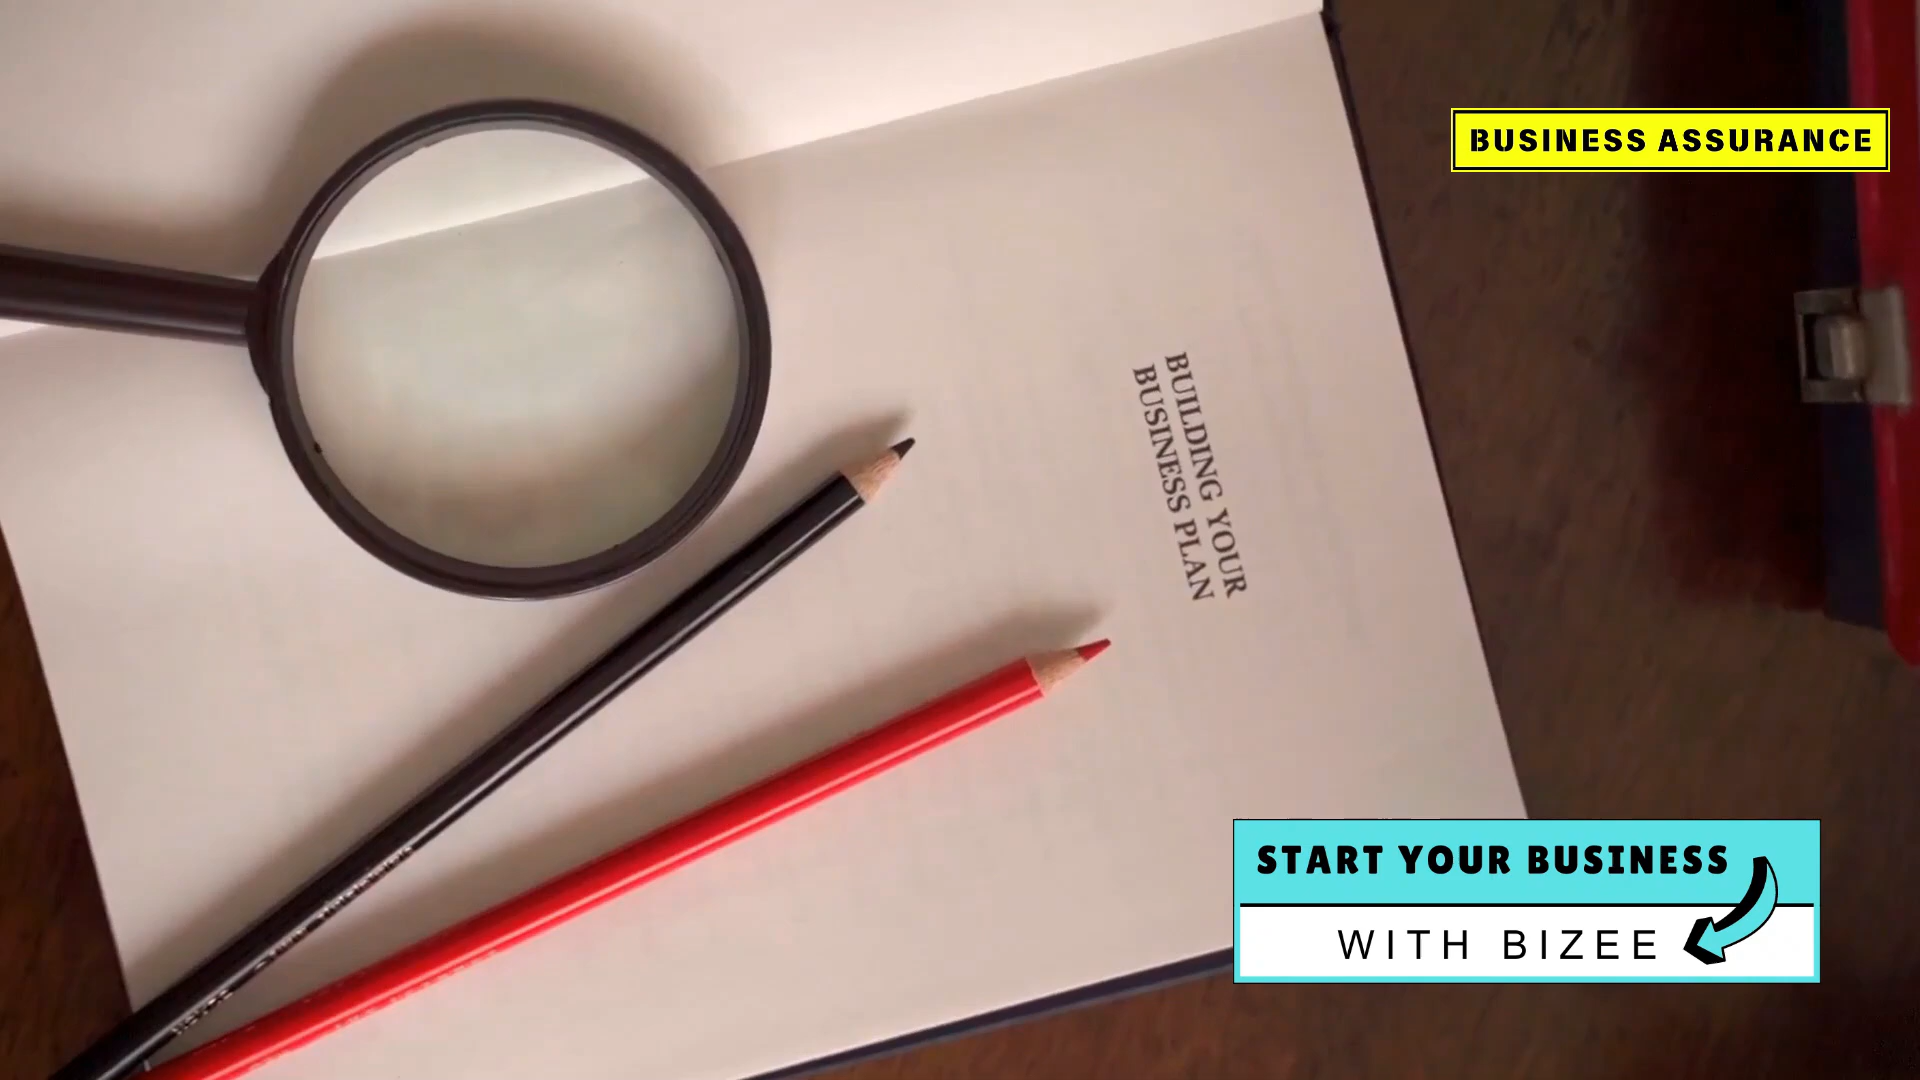 BUSINESS ASSURANCE
BUILDING YOUR
BUSINESS PLAN
START YOUR BUSINESS
WITH BIZEE